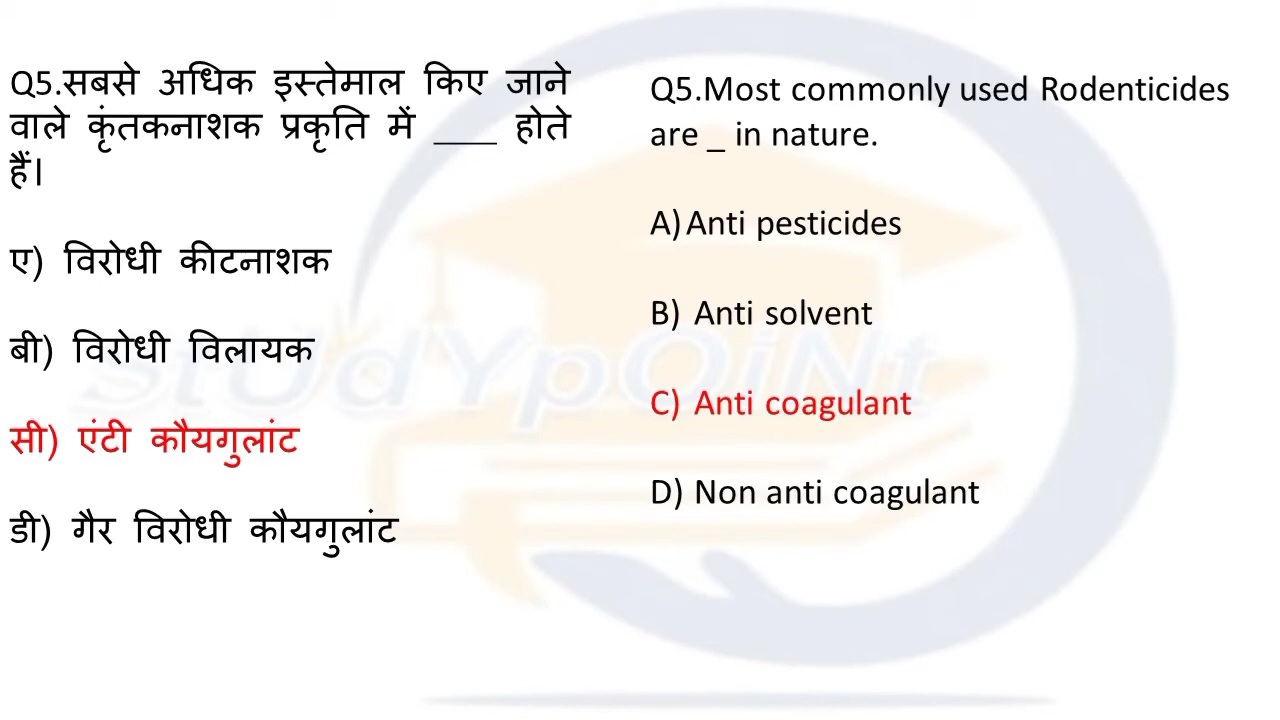 Q5.सबसे अधिक इस्तेमाल किए जाने
वाले कृंतकनाशक प्रकृति में ____ होते
हैं।
ए) विरोधी कीटनाशक
बी) विरोधी विलायक
सी) एंटी कौयगुलांट
डी) गैर विरोधी कौयगुलांट
Q5.Most commonly used Rodenticides
are _ in nature.
A) Anti pesticides
B) Anti solvent
C) Anti coagulant
D) Non anti coagulant
stUdYpOiNt